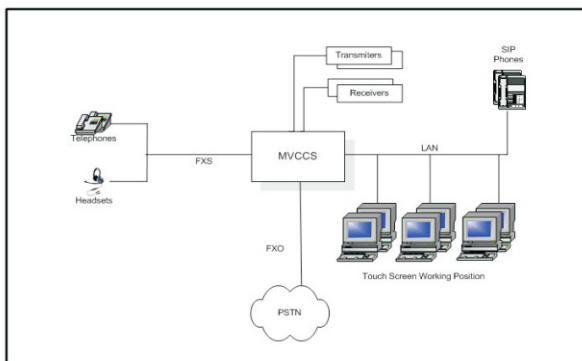 Transmiters
Receivers
SIP
Phones
Telephones
FXS
MVCCS
LAN
Headsets
FXO
Touch Screen Working Position
PSTN